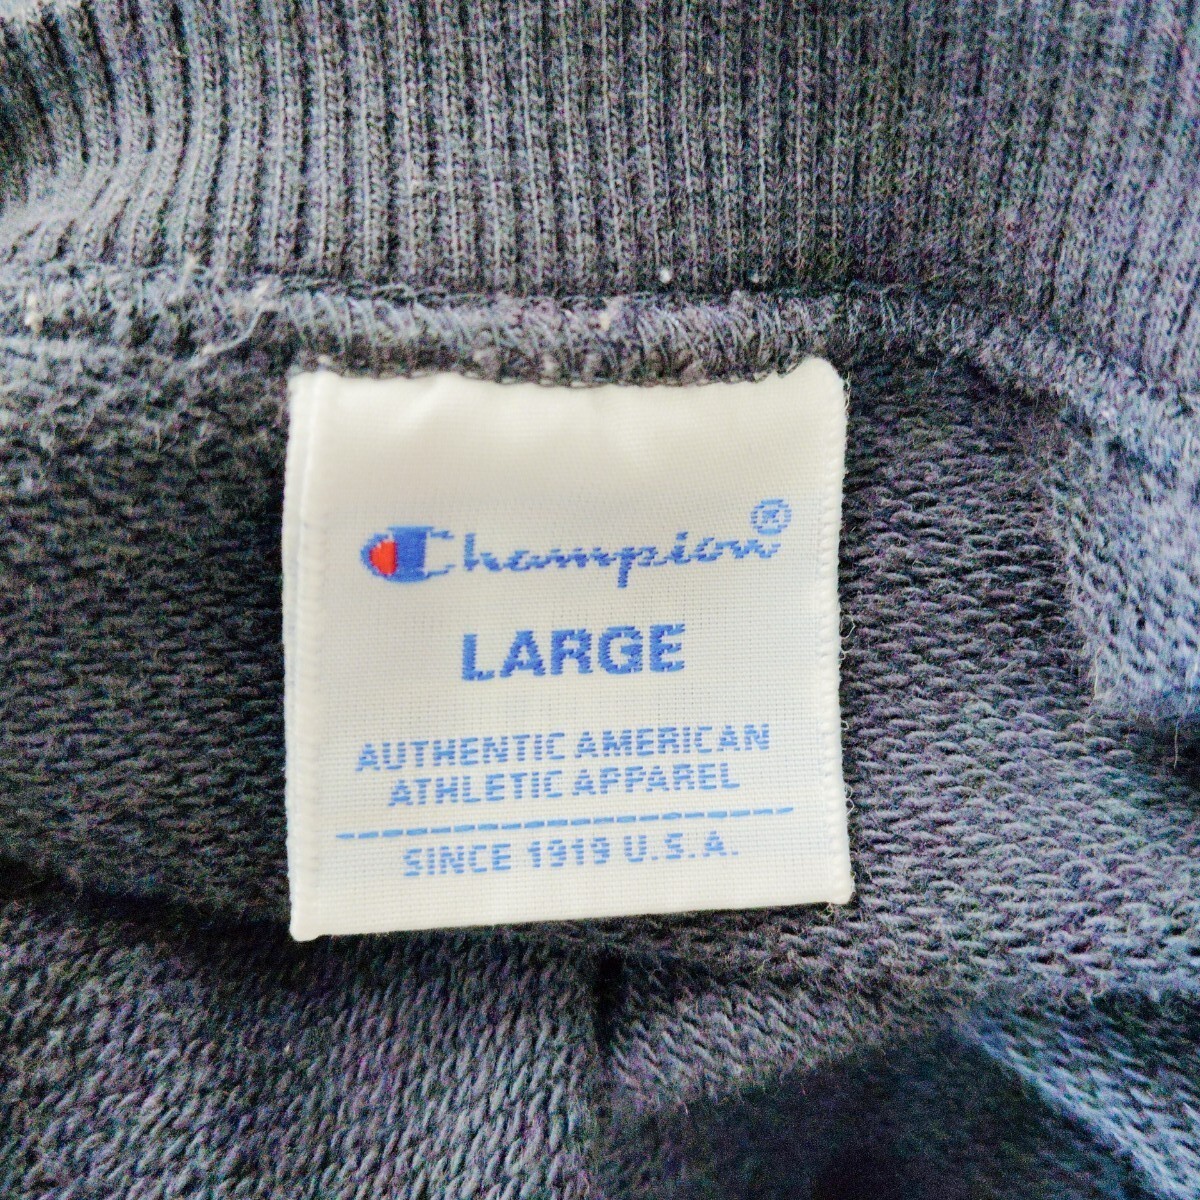 Champion®
LARGE
AUTHENTIC AMERICAN
ATHLETIC APPAREL
SINCE 1919 U.S.A.